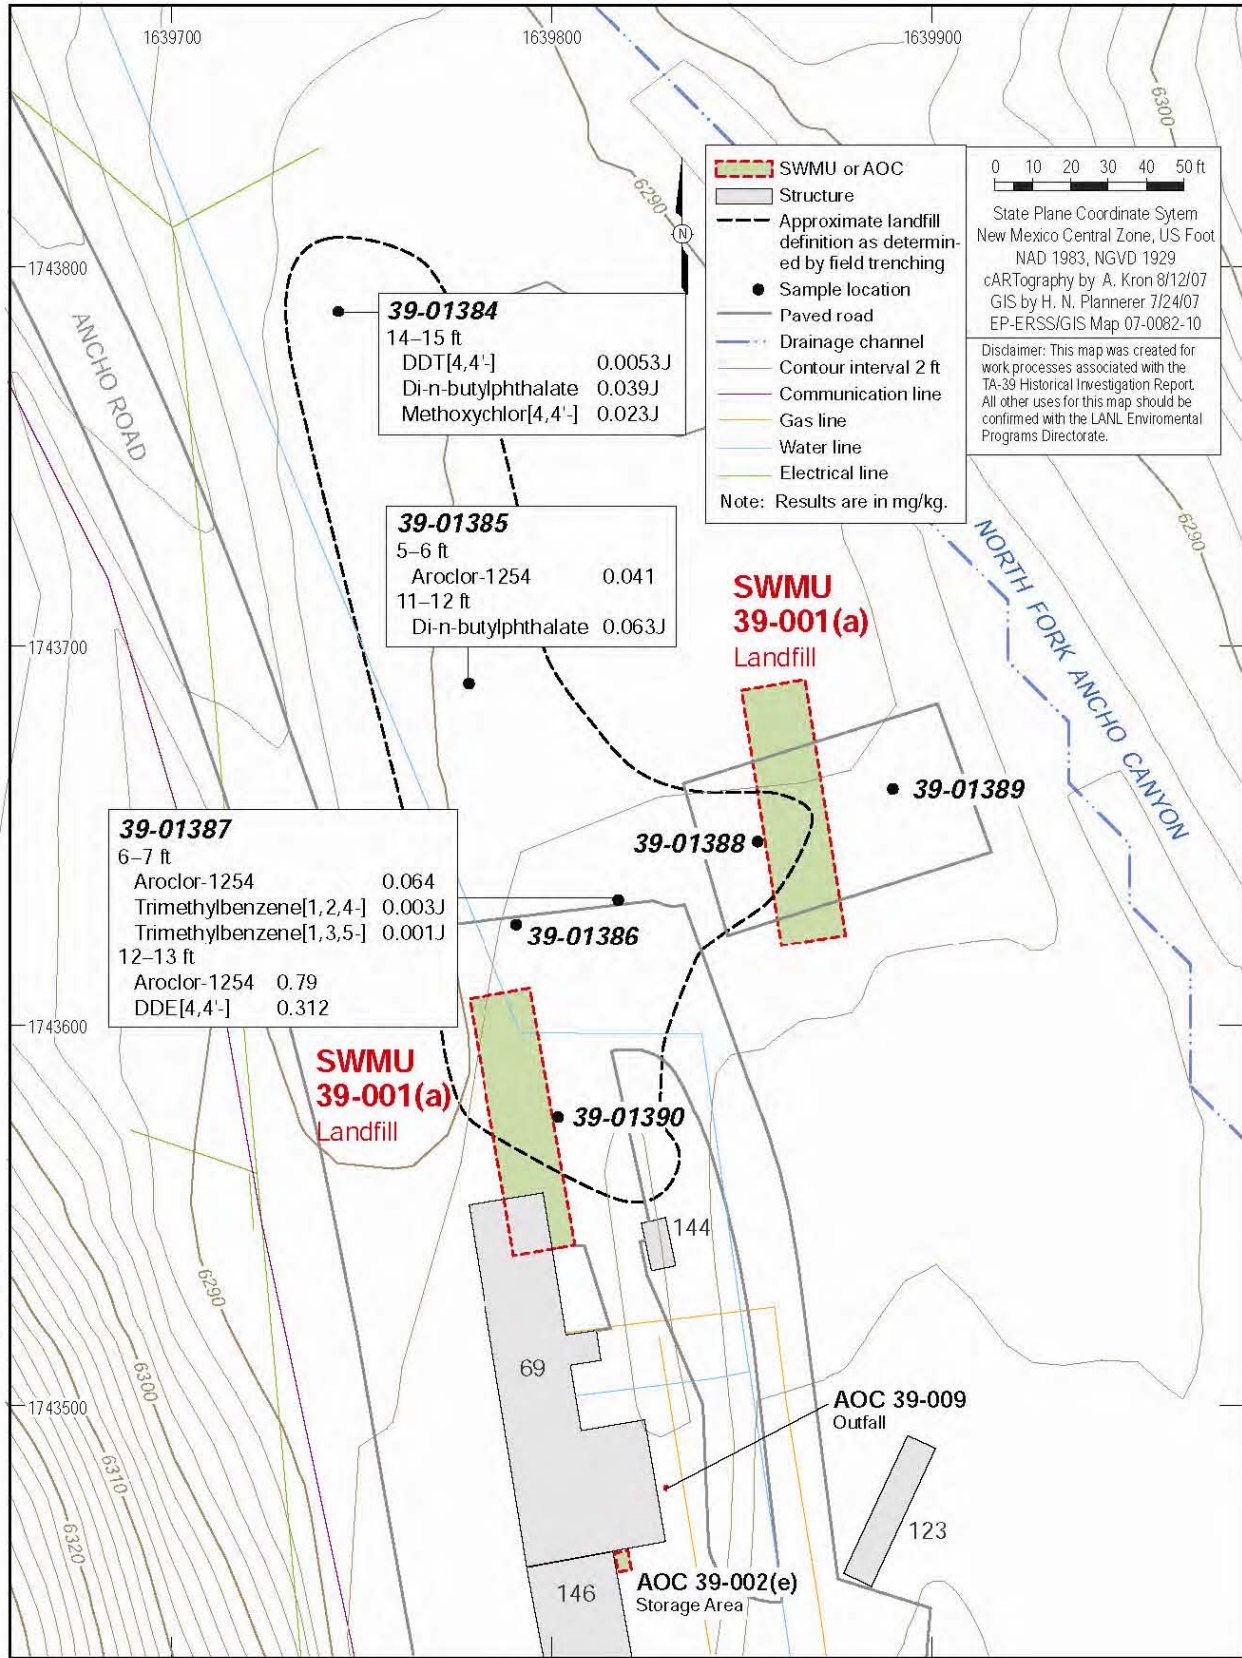 1639700
1639800
1639900
6300
6290
SWMU or AOC
Structure
Approximate landfill
definition as determin-
ed by field trenching
Sample location
Paved road
Drainage channel
Contour interval 2 ft
Communication line
Gas line
Water line
Electrical line
Note: Results are in mg/kg.
N
0 10 20 30 40 50 ft
State Plane Coordinate Sytem
New Mexico Central Zone, US Foot
NAD 1983, NGVD 1929
cARTography by A. Kron 8/12/07
GIS by H. N. Plannerer 7/24/07
EP-ERSS/GIS Map 07-0082-10
Disclaimer: This map was created for
work processes associated with the
TA-39 Historical Investigation Report.
All other uses for this map should be
confirmed with the LANL Enviromental
Programs Directorate.
1743800
ANCHO ROAD
39-01384
14–15 ft
DDT[4,4'-] 0.0053J
Di-n-butylphthalate 0.039J
Methoxychlor[4,4'-] 0.023J
39-01385
5–6 ft
Aroclor-1254 0.041
11–12 ft
Di-n-butylphthalate 0.063J
6290
NORTH FORK ANCHO CANYON
SWMU
39-001(a)
Landfill
1743700
39-01389
39-01388
39-01387
6–7 ft
Aroclor-1254 0.064
Trimethylbenzene[1,2,4-] 0.003J
Trimethylbenzene[1,3,5-] 0.001J
12–13 ft
Aroclor-1254 0.79
DDE[4,4'-] 0.312
39-01386
1743600
SWMU
39-001(a)
Landfill
39-01390
144
6290
69
6300
1743500
AOC 39-009
Outfall
6310
6320
123
146
AOC 39-002(e)
Storage Area